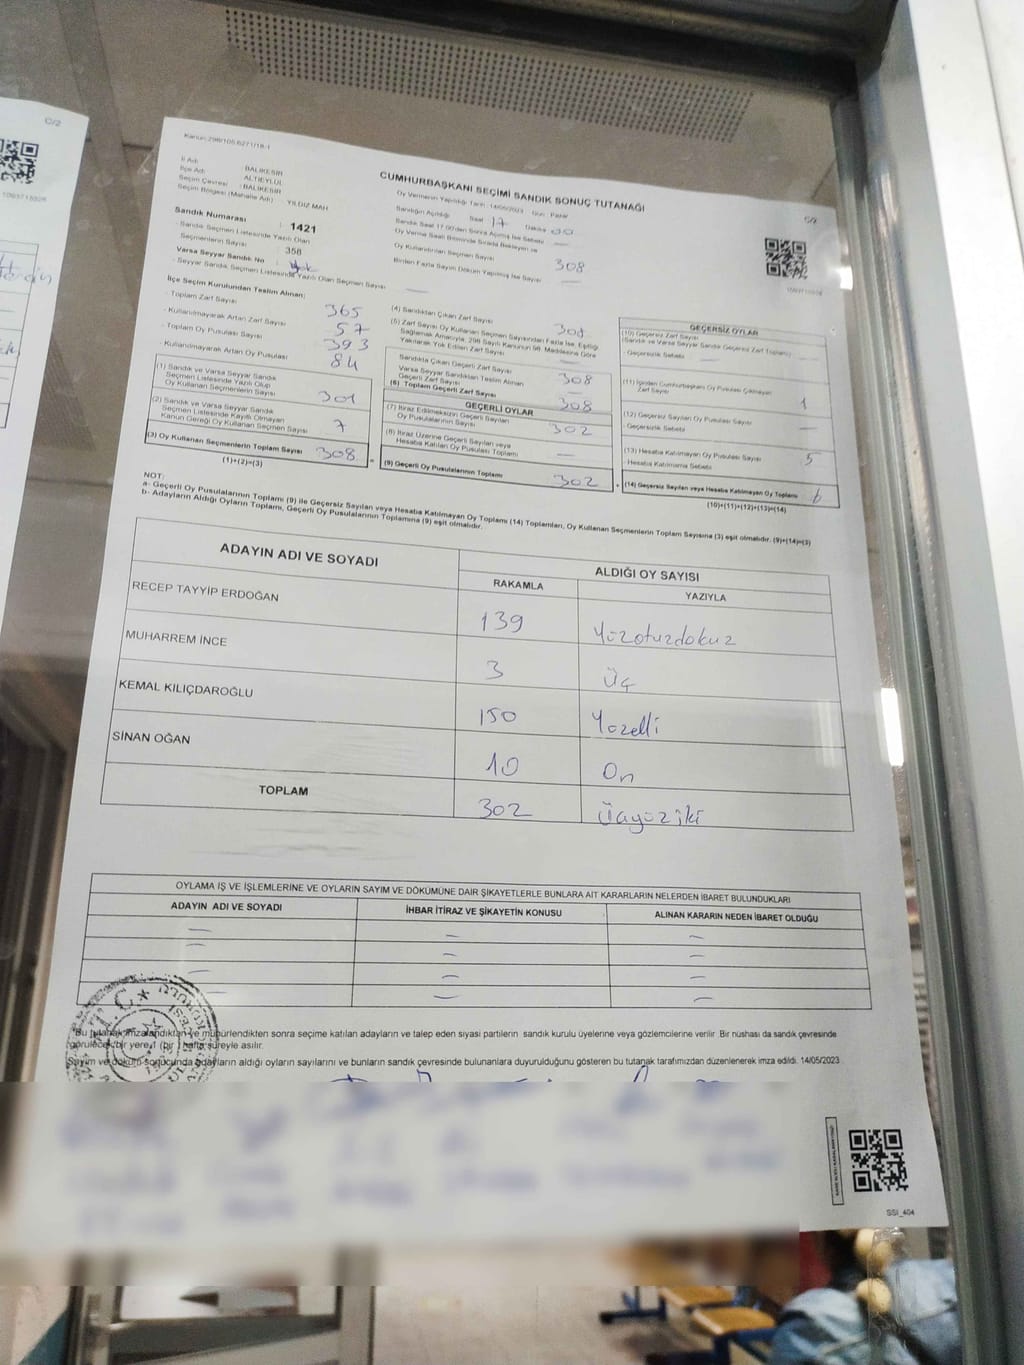 C/2
Kanun:298/105,6271/18-1
CUMHURBAŞKANI SEÇİMİ SANDIK SONUÇ TUTANAĞI
C/2
İl Adı : BALIKESİR
İlçe Adı : ALTIEYLÜL
Seçim Çevresi : BALIKESİR
Seçim Bölgesi (Mahalle Adı) : YILDIZ MAH.
Oy Vermenin Yapıldığı Tarih : 14/05/2023 Gün : Pazar
Sandığın Açıldığı Saat 17 Dakika 00
Sandık Saat 17.00'den Sonra Açılmış İse Sebebi —
Oy Verme Saati Bitiminde Sırada Bekleyen ve
Oy Kullandırılan Seçmen Sayısı 308
Birden Fazla Sayım Döküm Yapılmış İse Sayısı —
Sandık Numarası : 1421
- Sandık Seçmen Listesinde Yazılı Olan
Seçmenlerin Sayısı : 358
Varsa Seyyar Sandık No : Yok
- Seyyar Sandık Seçmen Listesinde Yazılı Olan Seçmen Sayısı —
İlçe Seçim Kurulundan Teslim Alınan;
- Toplam Zarf Sayısı 365
- Kullanılmayarak Artan Zarf Sayısı 57
- Toplam Oy Pusulası Sayısı 393
- Kullanılmayarak Artan Oy Pusulası 84
(1) Sandık ve Varsa Seyyar Sandık
Seçmen Listesinde Yazılı Olup
Oy Kullanan Seçmenlerin Sayısı 301
(2) Sandık ve Varsa Seyyar Sandık
Seçmen Listesinde Kayıtlı Olmayan
Kanun Gereği Oy Kullanan Seçmen Sayısı 7
(3) Oy Kullanan Seçmenlerin Toplam Sayısı 308
(1)+(2)=(3)
(4) Sandıktan Çıkan Zarf Sayısı 308
(5) Zarf Sayısı Oy Kullanan Seçmen Sayısından Fazla İse, Eşitliği
Sağlamak Amacıyla, 298 Sayılı Kanunun 98. Maddesine Göre
Yakılarak Yok Edilen Zarf Sayısı —
Sandıkta Çıkan Geçerli Zarf Sayısı 308
Varsa Seyyar Sandıktan Teslim Alınan
Geçerli Zarf Sayısı —
(6) Toplam Geçerli Zarf Sayısı 308
GEÇERLİ OYLAR
(7) İtiraz Edilmeksizin Geçerli Sayılan
Oy Pusulalarının Sayısı 302
(8) İtiraz Üzerine Geçerli Sayılan veya
Hesaba Katılan Oy Pusulası Toplamı —
(9) Geçerli Oy Pusulalarının Toplamı 302
GEÇERSİZ OYLAR
(10) Geçersiz Zarf Sayısı
(Sandık ve Varsa Seyyar Sandık Geçersiz Zarf Toplamı) —
- Geçersizlik Sebebi
(11) İçinden Cumhurbaşkanı Oy Pusulası Çıkmayan
Zarf Sayısı 1
(12) Geçersiz Sayılan Oy Pusulası Sayısı —
- Geçersizlik Sebebi
(13) Hesaba Katılmayan Oy Pusulası Sayısı 5
- Hesaba Katılmama Sebebi
(14) Geçersiz Sayılan veya Hesaba Katılmayan Oy Toplamı 6
(10)+(11)+(12)+(13)=(14)
NOT:
a- Geçerli Oy Pusulalarının Toplamı (9) ile Geçersiz Sayılan veya Hesaba Katılmayan Oy Toplamı (14) Toplamları, Oy Kullanan Seçmenlerin Toplam Sayısına (3) eşit olmalıdır. (9)+(14)=(3)
b- Adayların Aldığı Oyların Toplamı, Geçerli Oy Pusulalarının Toplamına (9) eşit olmalıdır.
ADAYIN ADI VE SOYADI ALDIĞI OY SAYISI
RAKAMLA YAZIYLA
RECEP TAYYİP ERDOĞAN 139 Yüzotuzdokuz
MUHARREM İNCE 3 Üç
KEMAL KILIÇDAROĞLU 150 Yüzelli
SİNAN OĞAN 10 On
TOPLAM 302 Üçyüziki
OYLAMA İŞ VE İŞLEMLERİNE VE OYLARIN SAYIM VE DÖKÜMÜNE DAİR ŞİKAYETLERLE BUNLARA AİT KARARLARIN NELERDEN İBARET BULUNDUKLARI
ADAYIN ADI VE SOYADI İHBAR İTİRAZ VE ŞİKAYETİN KONUSU ALINAN KARARIN NEDEN İBARET OLDUĞU
Bu tutanak imzalandıktan ve mühürlendikten sonra seçime katılan adayların ve talep eden siyasi partilerin sandık kurulu üyelerine veya gözlemcilerine verilir. Bir nüshası da sandık çevresinde
görülecek bir yere 1 (bir) hafta süreyle asılır.
Sayım ve döküm sonucunda adayların aldığı oyların sayılarını ve bunların sandık çevresinde bulunanlara duyurulduğunu gösteren bu tutanak tarafımızdan düzenlenerek imza edildi. 14/05/2023
T.C.
SSI_404